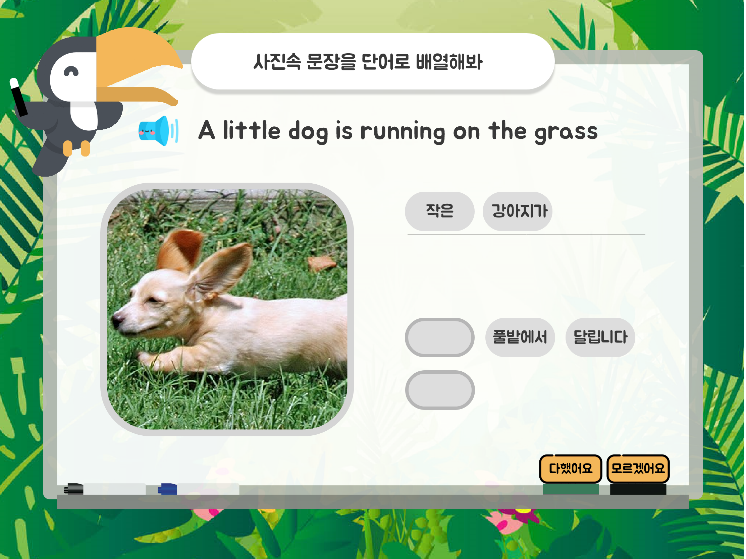 사진속 문장을 단어로 배열해봐
A little dog is running on the grass
작은 강아지가
풀밭에서 달립니다
다했어요 모르겠어요